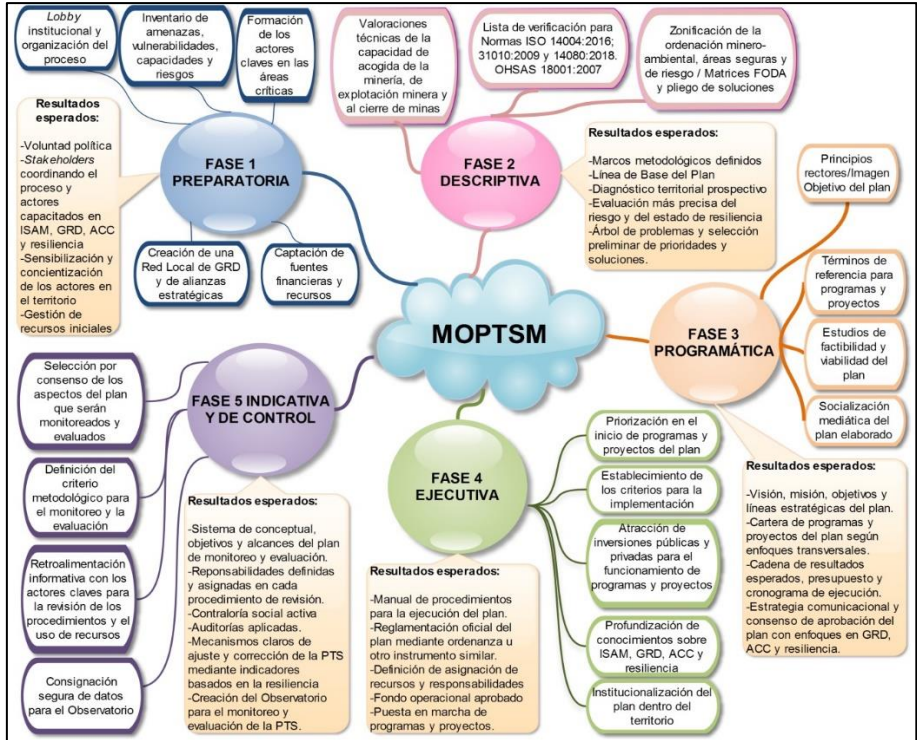 Lobby
institucional y
organización del
proceso
Inventario de
amenazas,
vulnerabilidades,
capacidades y
riesgos
Formación
de los
actores
claves en las
áreas
críticas
Resultados
esperados:
-Voluntad política
-Stakeholders
coordinando el
proceso y
actores
capacitados en
ISAM, GRD, ACC
y resiliencia
-Sensibilización y
concientización
de los actores en
el territorio
-Gestión de
recursos iniciales
FASE 1
PREPARATORIA
Creación de una
Red Local de GRD
y de alianzas
estratégicas
Captación de
fuentes
financieras y
recursos
Valoraciones
técnicas de la
capacidad de
acogida de la
minería, de
explotación minera y
al cierre de minas
Lista de verificación para
Normas ISO 14004:2016;
31010:2009 y 14080:2018.
OHSAS 18001:2007
Zonificación de la
ordenación minero-
ambiental, áreas seguras y
de riesgo / Matrices FODA
y pliego de soluciones
FASE 2
DESCRIPTIVA
Resultados esperados:
-Marcos metodológicos definidos
-Línea de Base del Plan
-Diagnóstico territorial prospectivo
-Evaluación más precisa del
riesgo y del estado de resiliencia
-Árbol de problemas y selección
preliminar de prioridades y
soluciones.
MOPTSM
Principios
rectores/Imagen
Objetivo del plan
Términos de
referencia para
programas y
proyectos
FASE 3
PROGRAMÁTICA
Estudios de
factibilidad y
viabilidad del
plan
Socialización
mediática del
plan elaborado
Resultados esperados:
-Visión, misión, objetivos y
líneas estratégicas del plan.
-Cartera de programas y
proyectos del plan según
enfoques transversales.
-Cadena de resultados
esperados, presupuesto y
cronograma de ejecución.
-Estrategia comunicacional y
consenso de aprobación del
plan con enfoques en GRD,
ACC y resiliencia.
FASE 4
EJECUTIVA
Priorización en el
inicio de programas y
proyectos del plan
Establecimiento de
los criterios para la
implementación
Atracción de
inversiones públicas y
privadas para el
funcionamiento de
programas y proyectos
Profundización de
conocimientos sobre
ISAM, GRD, ACC y
resiliencia
Institucionalización del
plan dentro del
territorio
Resultados esperados:
-Manual de procedimientos
para la ejecución del plan.
-Reglamentación oficial del
plan mediante ordenanza u
otro instrumento similar.
-Definición de asignación de
recursos y responsabilidades
-Fondo operacional aprobado
-Puesta en marcha de
programas y proyectos.
FASE 5 INDICATIVA
Y DE CONTROL
Selección por
consenso de los
aspectos del plan
que serán
monitoreados y
evaluados
Definición del
criterio
metodológico para
el monitoreo y la
evaluación
Retroalimentación
informativa con los
actores claves para
la revisión de los
procedimientos y el
uso de recursos
Consignación
segura de datos
para el Observatorio
Resultados esperados:
-Sistema de conceptual,
objetivos y alcances del plan
de monitoreo y evaluación.
-Reponsabilidades definidas
y asignadas en cada
procedimiento de revisión.
-Contraloría social activa
-Auditorías aplicadas.
-Mecanismos claros de
ajuste y corrección de la PTS
mediante indicadores
basados en la resiliencia
-Creación del Observatorio
para el monitoreo y
evaluación de la PTS.